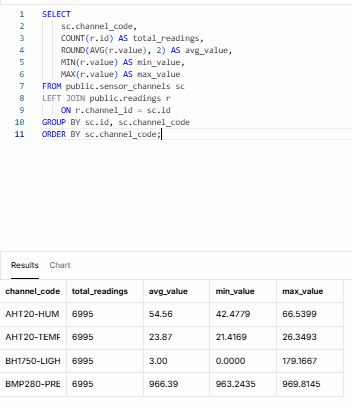 1 SELECT
2 sc.channel_code,
3 COUNT(r.id) AS total_readings,
4 ROUND(AVG(r.value), 2) AS avg_value,
5 MIN(r.value) AS min_value,
6 MAX(r.value) AS max_value
7 FROM public.sensor_channels sc
8 LEFT JOIN public.readings r
9 ON r.channel_id = sc.id
10 GROUP BY sc.id, sc.channel_code
11 ORDER BY sc.channel_code;
Results Chart
channel_code total_readings avg_value min_value max_value
AHT20-HUM 6995 54.56 42.4779 66.5399
AHT20-TEMF 6995 23.87 21.4169 26.3493
BH1750-LIGH 6995 3.00 0.0000 179.1667
BMP280-PRE 6995 966.39 963.2435 969.8145